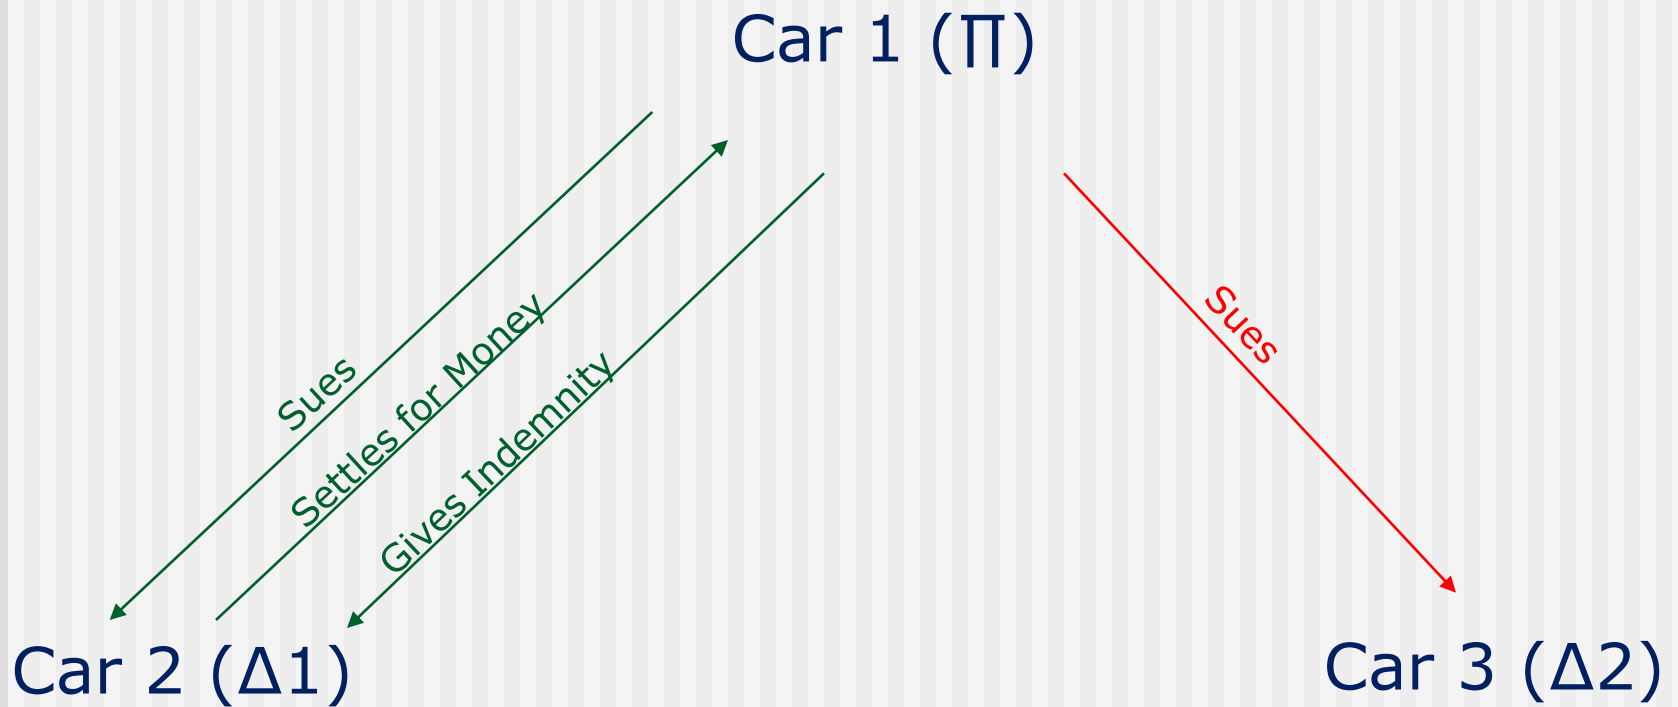 Car 1 (∏)
Sues
Settles for Money
Gives Indemnity
Sues
Car 2 (Δ1)
Car 3 (Δ2)